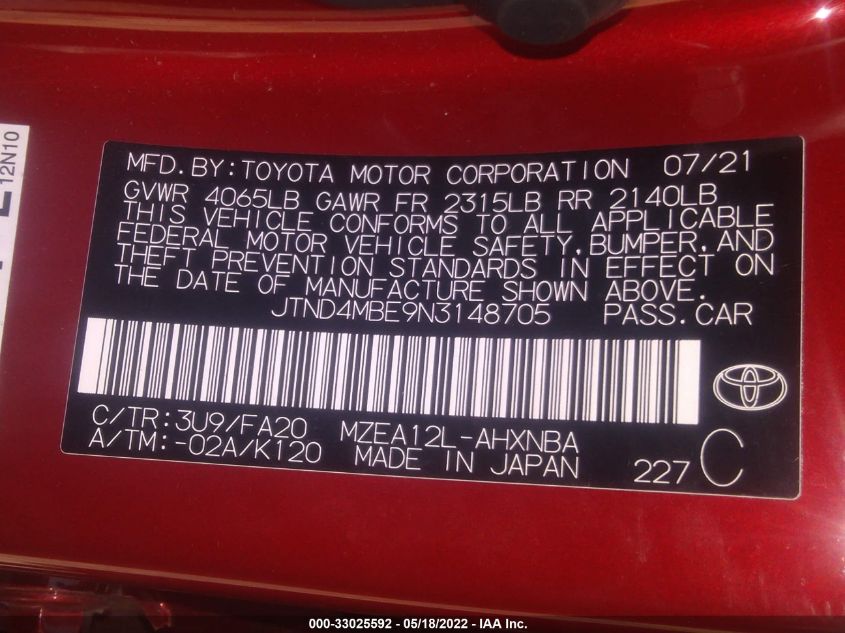 12N10
MFD.BY:TOYOTA MOTOR CORPORATION 07/21
GVWR 4065LB GAWR FR 2315LB RR 2140LB
THIS VEHICLE CONFORMS TO ALL APPLICABLE
FEDERAL MOTOR VEHICLE SAFETY,BUMPER,AND
THEFT PREVENTION STANDARDS IN EFFECT ON
THE DATE OF MANUFACTURE SHOWN ABOVE.
JTND4MBE9N3148705 PASS.CAR
C/TR:3U9/FA20 MZEA12L-AHXNBA
A/TM:-02A/K120 MADE IN JAPAN 227 C
000-33025592 - 05/18/2022 - IAA Inc.